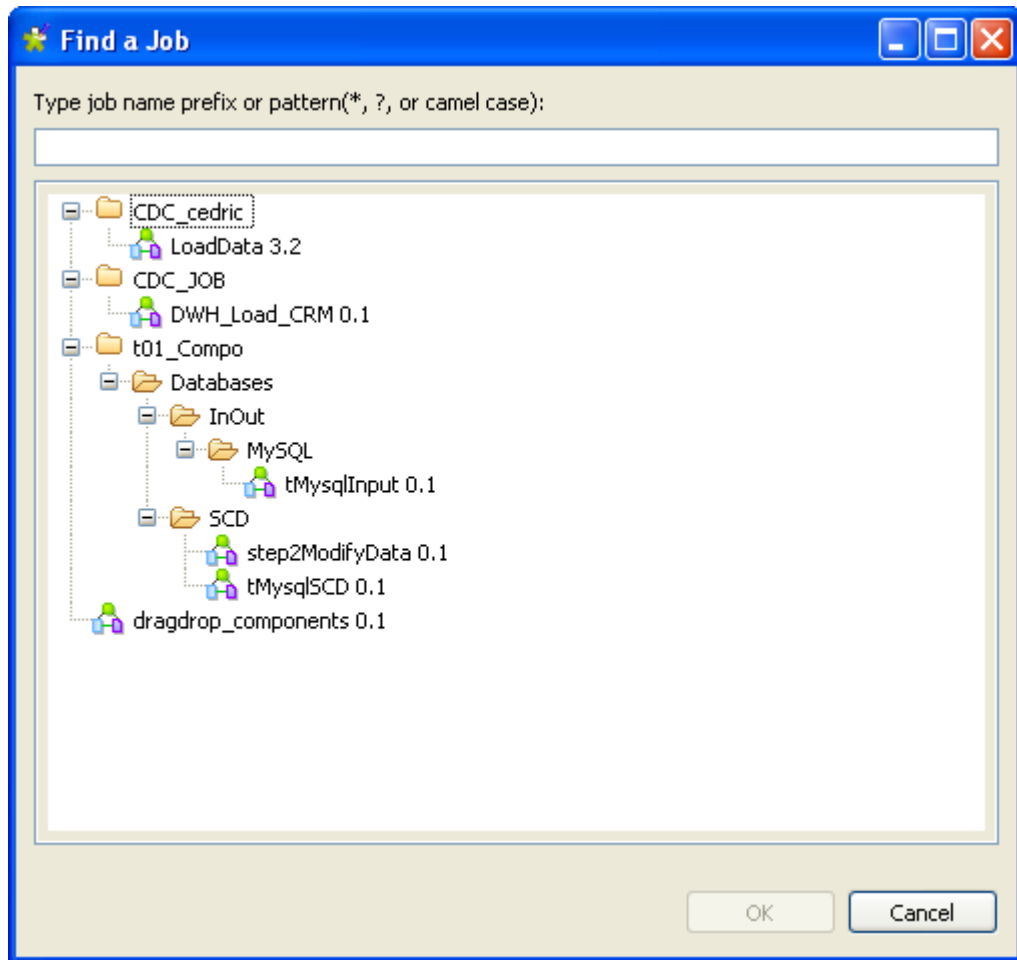 Find a Job
Type job name prefix or pattern(*, ?, or camel case):
CDC_cedric
LoadData 3.2
CDC_JOB
DWH_Load_CRM 0.1
t01_Compo
Databases
InOut
MySQL
tMysqlInput 0.1
SCD
step2ModifyData 0.1
tMysqlSCD 0.1
dragdrop_components 0.1
OK
Cancel